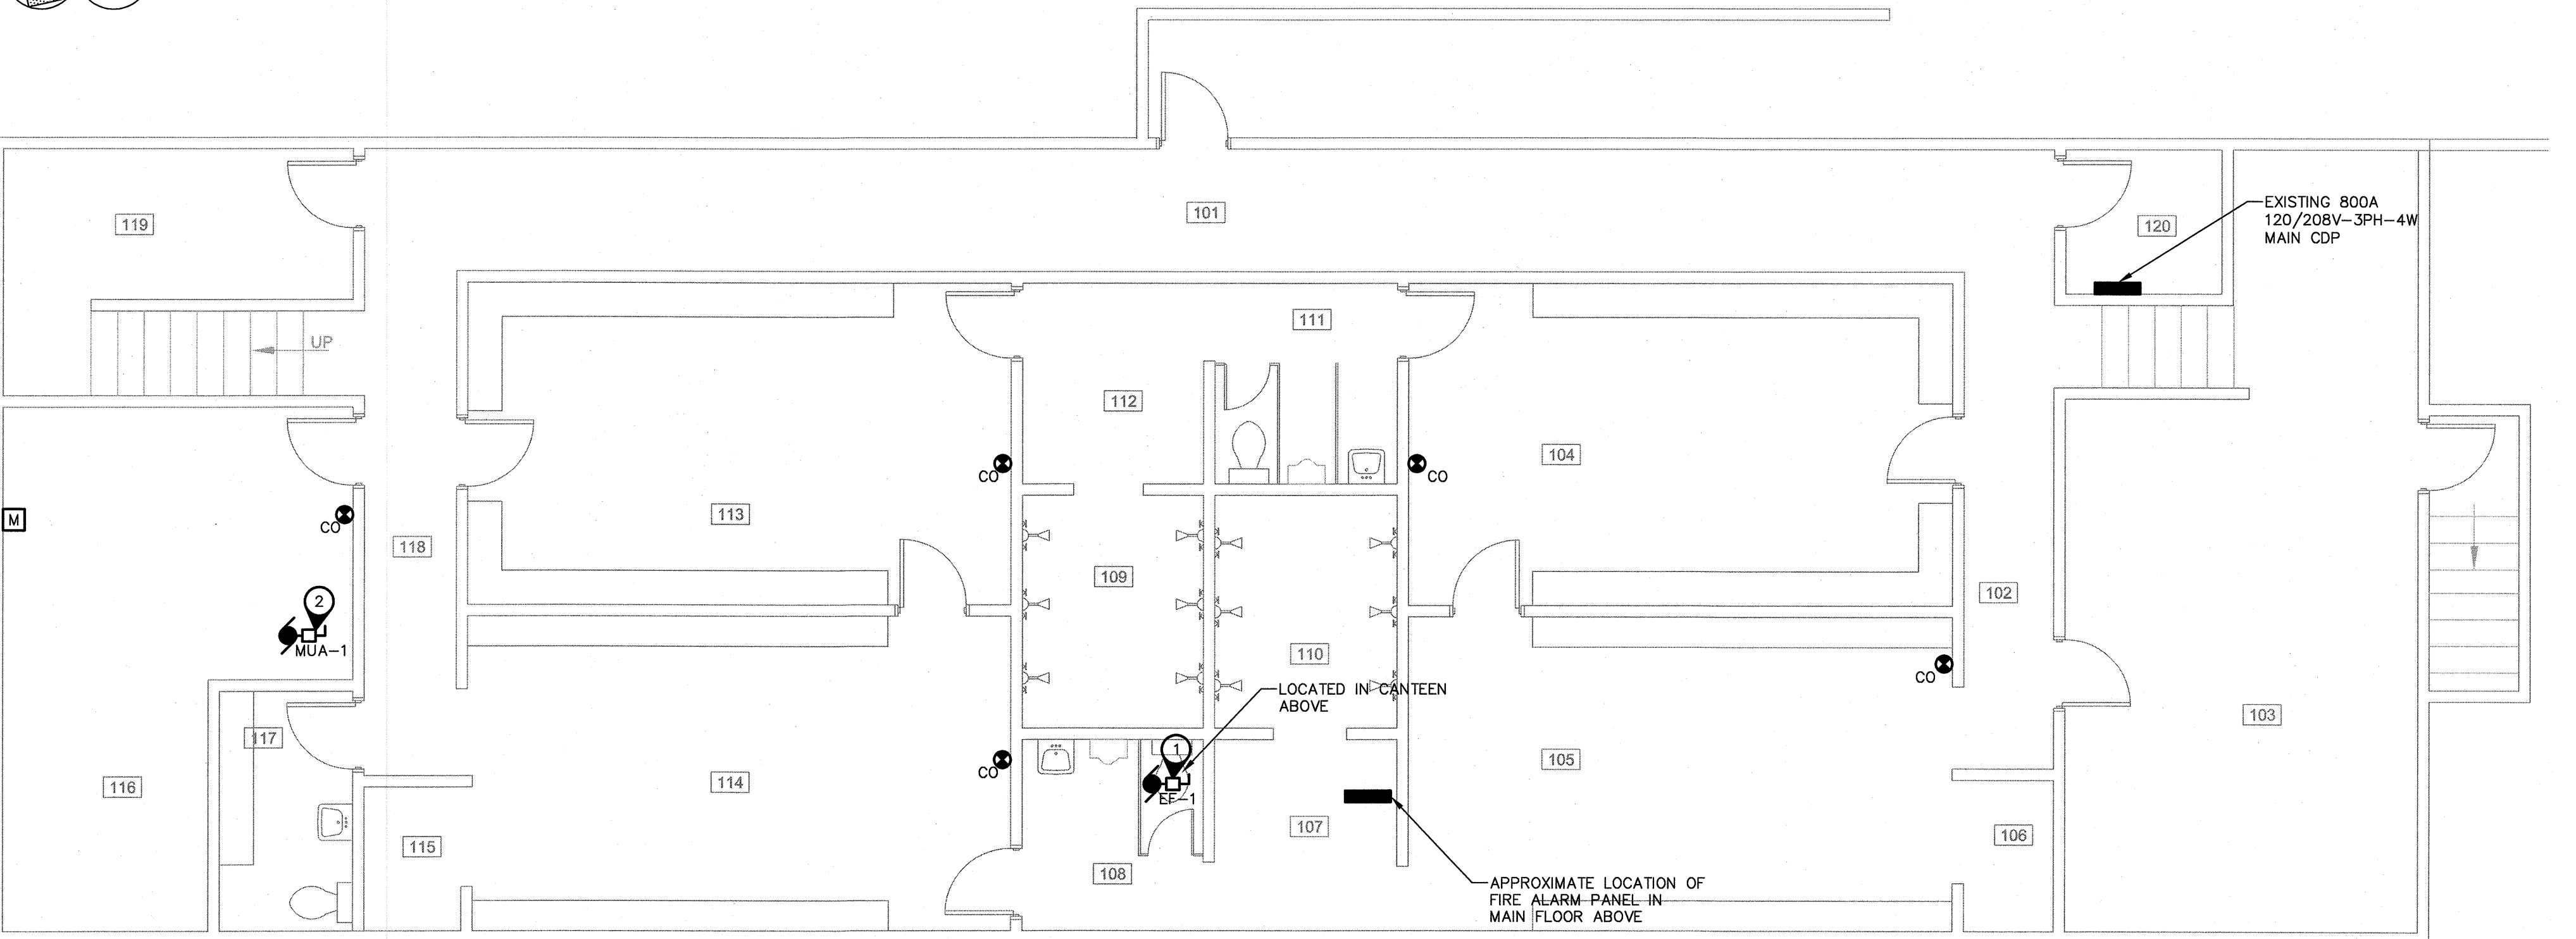 101
119
120
EXISTING 800A
120/208V-3PH-4W
MAIN CDP
UP
111
112
104
CO
CO
113
M
CO
118
109
102
2
MUA-1
110
CO
LOCATED IN CANTEEN
ABOVE
103
117
1
EF-1
CO
105
116
114
107
106
115
108
APPROXIMATE LOCATION OF
FIRE ALARM PANEL IN
MAIN FLOOR ABOVE